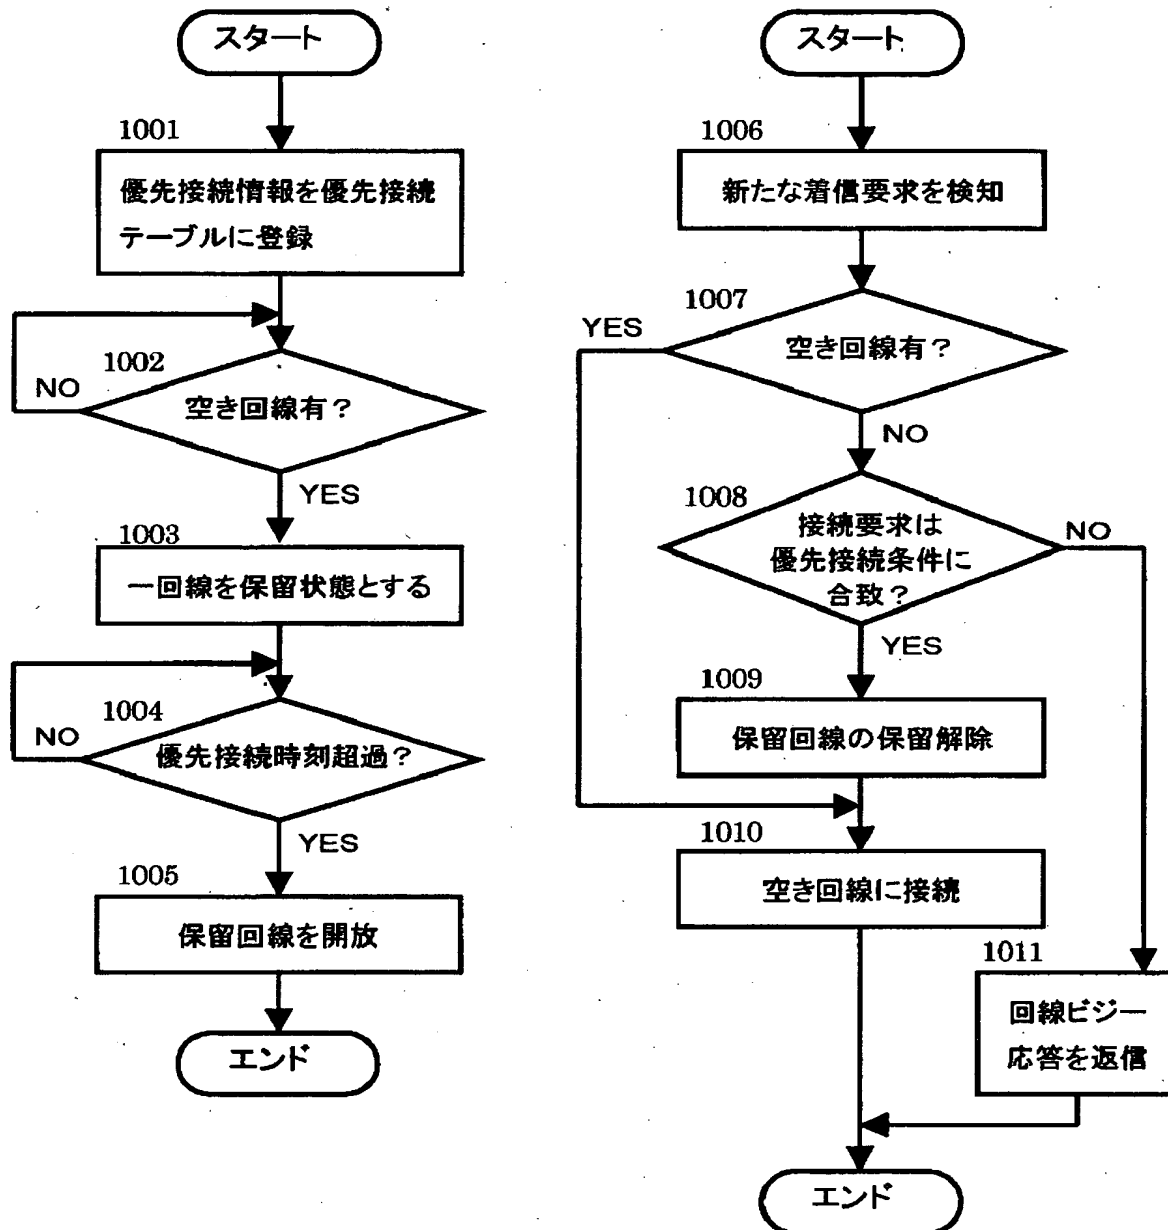 スタート
1001
優先接続情報を優先接続
テーブルに登録
1002
NO
空き回線有?
YES
1003
一回線を保留状態とする
1004
NO
優先接続時刻超過?
YES
1005
保留回線を開放
エンド
スタート
1006
新たな着信要求を検知
1007
YES
空き回線有?
NO
1008
接続要求は
優先接続条件に
合致?
NO
YES
1009
保留回線の保留解除
1010
空き回線に接続
1011
回線ビジー
応答を返信
エンド